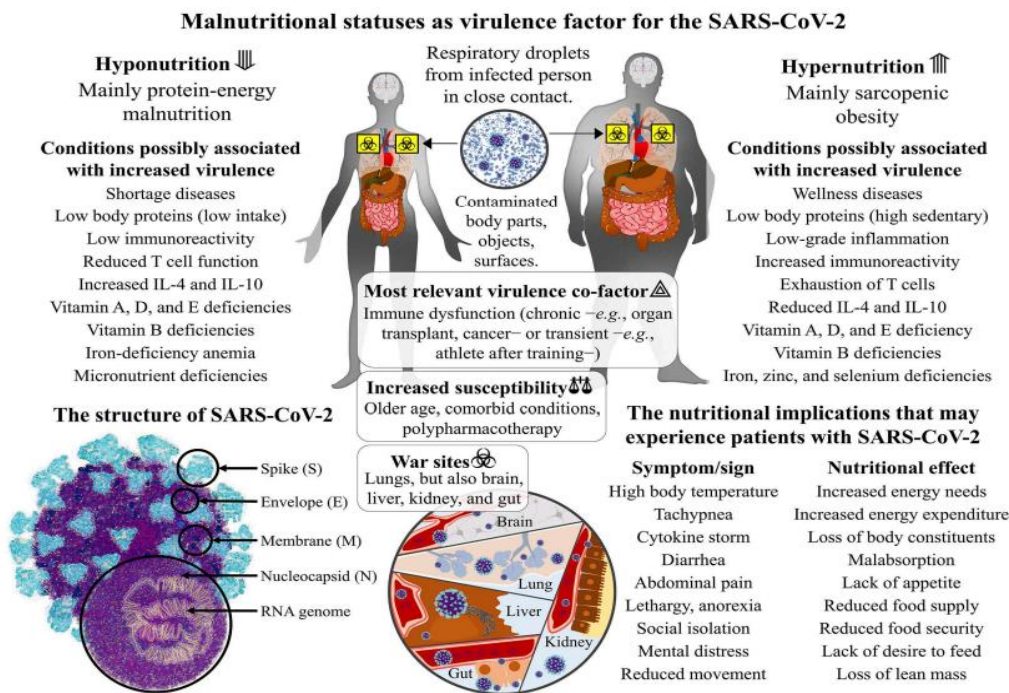 Malnutritional statuses as virulence factor for the SARS-CoV-2
Hyponutrition
Mainly protein-energy
malnutrition
Conditions possibly associated
with increased virulence
Shortage diseases
Low body proteins (low intake)
Low immunoreactivity
Reduced T cell function
Increased IL-4 and IL-10
Vitamin A, D, and E deficiencies
Vitamin B deficiencies
Iron-deficiency anemia
Micronutrient deficiencies
Respiratory droplets
from infected person
in close contact.
Contaminated
body parts,
objects,
surfaces.
Hypernutrition
Mainly sarcopenic
obesity
Conditions possibly associated
with increased virulence
Wellness diseases
Low body proteins (high sedentary)
Low-grade inflammation
Increased immunoreactivity
Exhaustion of T cells
Reduced IL-4 and IL-10
Vitamin A, D, and E deficiency
Vitamin B deficiencies
Iron, zinc, and selenium deficiencies
Most relevant virulence co-factor
Immune dysfunction (chronic −e.g., organ
transplant, cancer− or transient −e.g.,
athlete after training−)
Increased susceptibility
Older age, comorbid conditions,
polypharmacotherapy
War sites
Lungs, but also brain,
liver, kidney, and gut
Brain
Lung
Liver
Kidney
Gut
The structure of SARS-CoV-2
Spike (S)
Envelope (E)
Membrane (M)
Nucleocapsid (N)
RNA genome
The nutritional implications that may
experience patients with SARS-CoV-2
Symptom/sign Nutritional effect
High body temperature Increased energy needs
Tachypnea Increased energy expenditure
Cytokine storm Loss of body constituents
Diarrhea Malabsorption
Abdominal pain Lack of appetite
Lethargy, anorexia Reduced food supply
Social isolation Reduced food security
Mental distress Lack of desire to feed
Reduced movement Loss of lean mass